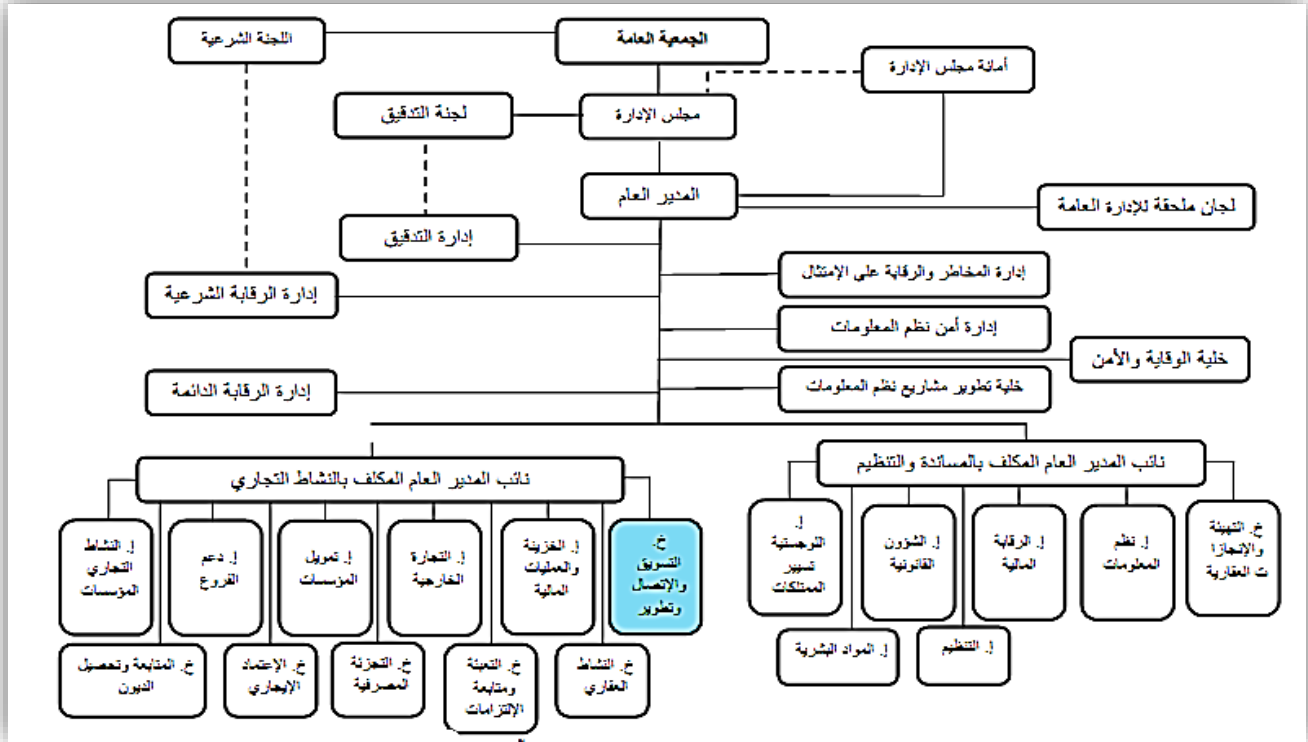 الجمعية العامة
اللجنة الشرعية
أمانة مجلس الإدارة
مجلس الإدارة
لجنة التدقيق
المدير العام
لجان ملحقة للإدارة العامة
إدارة التدقيق
إدارة المخاطر والرقابة على الإمتثال
إدارة الرقابة الشرعية
إدارة أمن نظم المعلومات
خلية الوقاية والأمن
خلية تطوير مشاريع نظم المعلومات
إدارة الرقابة الدائمة
نائب المدير العام المكلف بالمساندة والتنظيم
خ. التهيئة
والإنجازا
ت العقارية
إ. نظم
المعلومات
إ. الرقابة
المالية
إ. الشؤون
القانونية
إ.
اللوجستية
تسيير
الممتلكات
إ. التنظيم
إ. المواد البشرية
نائب المدير العام المكلف بالنشاط التجاري
خ.
التسويق
والإتصال
وتطوير
إ. الخزينة
والعمليات
المالية
إ. التجارة
الخارجية
إ. تمويل
المؤسسات
إ. دعم
الفروع
إ. النشاط
التجاري
المؤسسات
خ. النشاط
العقاري
خ. التعبئة
ومتابعة
الإلتزامات
خ. التجزئة
المصرفية
خ. الإعتماد
الإيجاري
خ. المتابعة وتحصيل
الديون